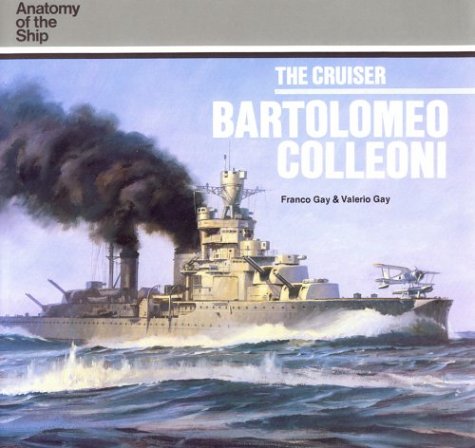 Anatomy
of the
Ship
THE CRUISER
BARTOLOMEO
COLLEONI
Franco Gay & Valerio Gay